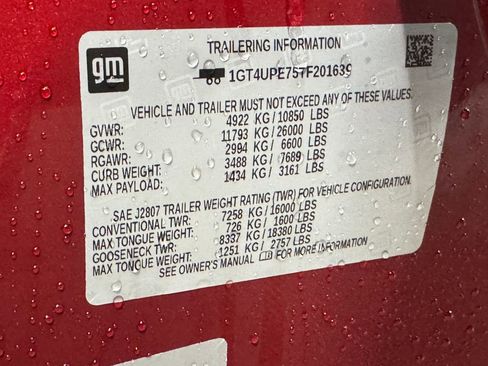 gm
TRAILERING INFORMATION
1GT4UPE757F201639
VEHICLE AND TRAILER MUST NOT EXCEED ANY OF THESE VALUES.
GVWR: 4922 KG/10850 LBS
GCWR: 11793 KG/26000 LBS
RGAWR: 2994 KG/ 6600 LBS
CURB WEIGHT: 3488 KG/ 7689 LBS
MAX PAYLOAD: 1434 KG/ 3161 LBS
SAE J2807 TRAILER WEIGHT RATING (TWR) FOR VEHICLE CONFIGURATION.
CONVENTIONAL TWR: 7258 KG/16000 LBS
MAX TONGUE WEIGHT: 726 KG/ 1600 LBS
GOOSENECK TWR: 8337 KG/18380 LBS
MAX TONGUE WEIGHT: 1251 KG/ 2757 LBS
SEE OWNER'S MANUAL FOR MORE INFORMATION